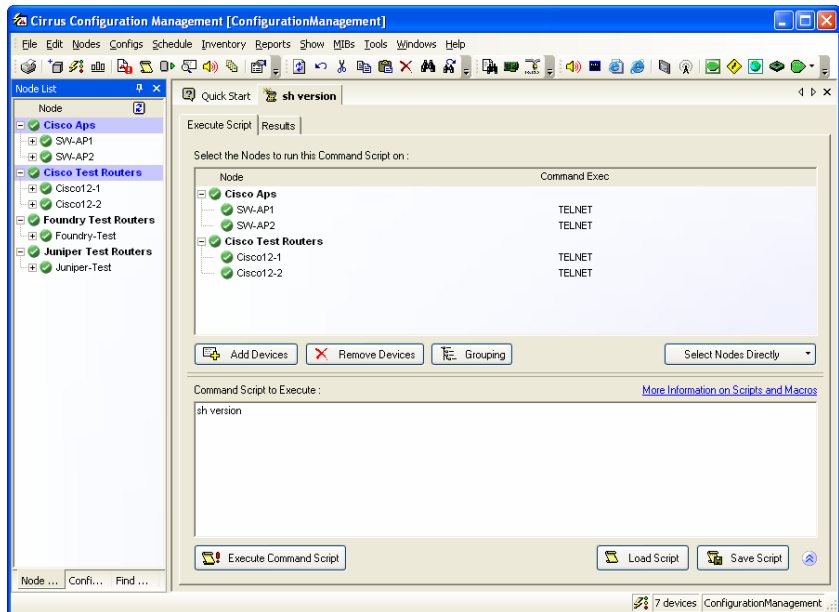 Cirrus Configuration Management [ConfigurationManagement]
File Edit Nodes Configs Schedule Inventory Reports Show MIBs Tools Windows Help
Node List
Node
Cisco Aps
SW-AP1
SW-AP2
Cisco Test Routers
Cisco12-1
Cisco12-2
Foundry Test Routers
Foundry-Test
Juniper Test Routers
Juniper-Test
Node ... Confi... Find ...
Quick Start sh version
Execute Script Results
Select the Nodes to run this Command Script on :
Node Command Exec
Cisco Aps
SW-AP1 TELNET
SW-AP2 TELNET
Cisco Test Routers
Cisco12-1 TELNET
Cisco12-2 TELNET
Add Devices Remove Devices Grouping Select Nodes Directly
Command Script to Execute : More Information on Scripts and Macros
sh version
Execute Command Script Load Script Save Script
7 devices ConfigurationManagement